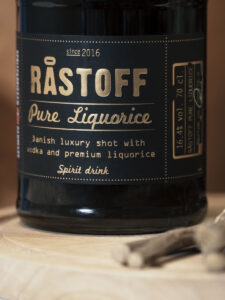 since 2016
RÅSTOFF
Pure Liquorice
Danish luxury shot with
vodka and premium liquorice
Spirit drink
16.4% vol. 70 cl